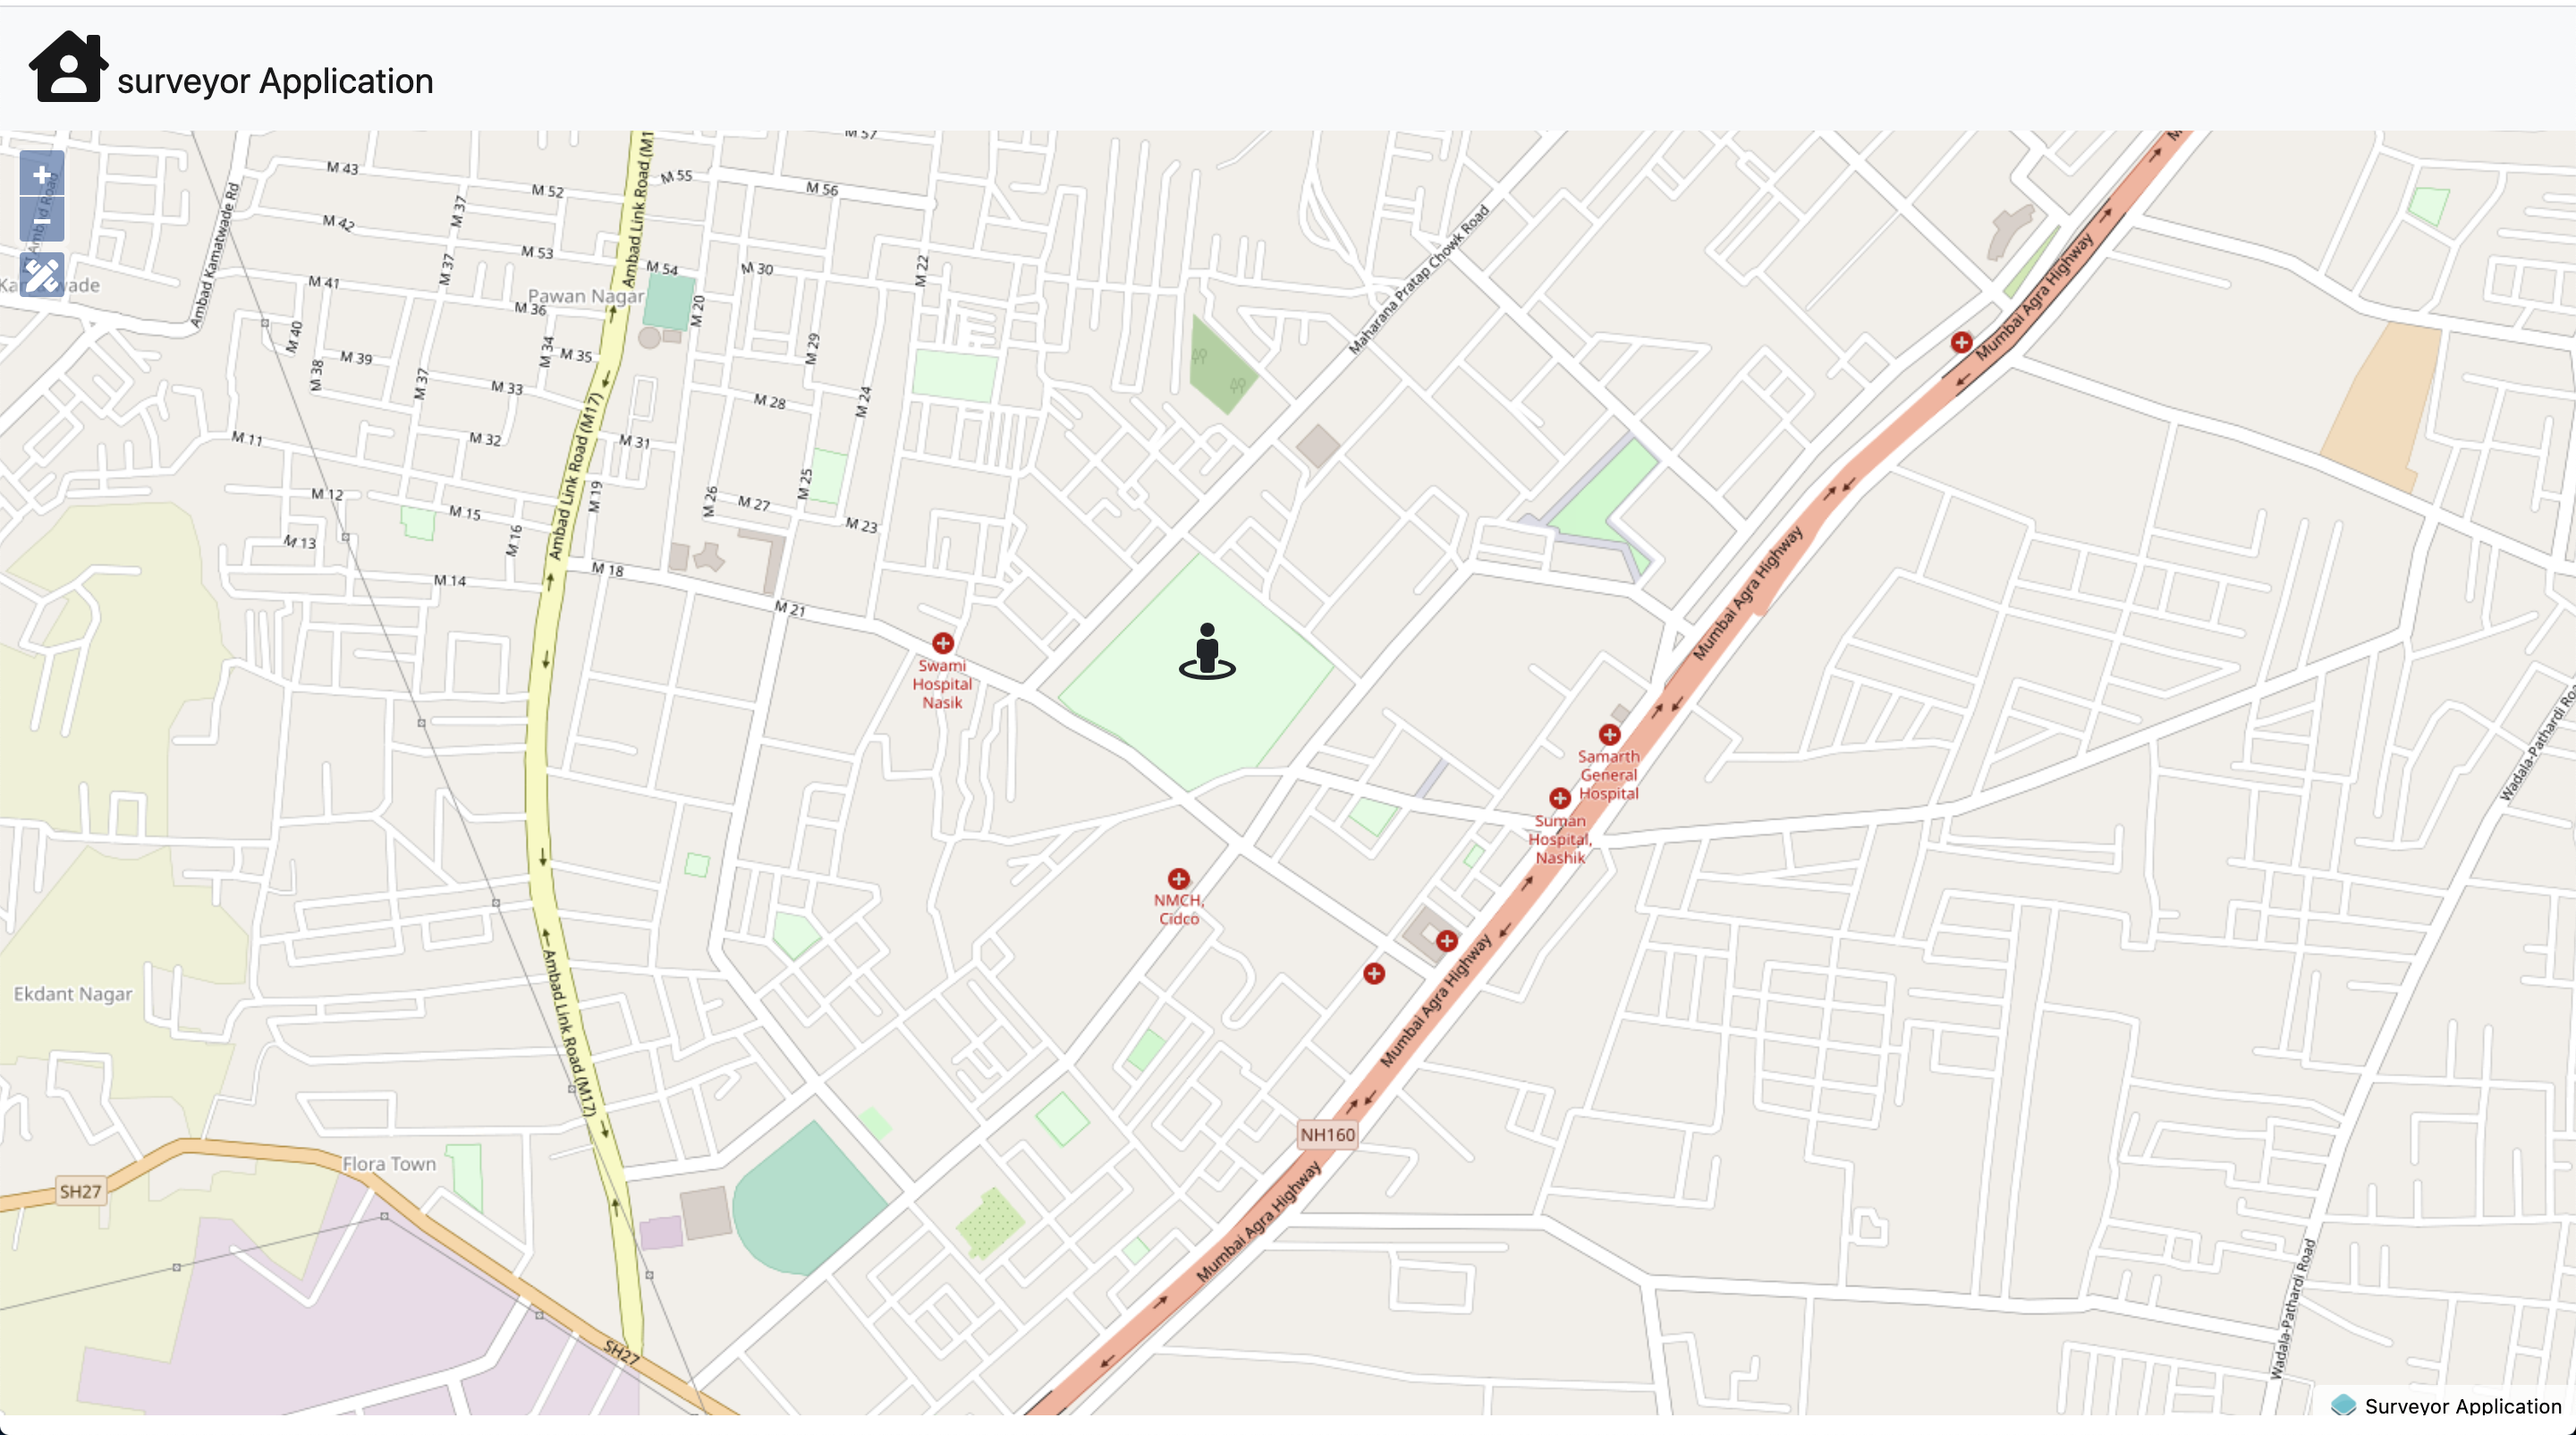 surveyor Application
M 57
M 43
M 52
M 55
M 56
Ambad Link Road (M1
M 42
M 37
M 53
M 54
M 30
M 22
Ambad Kamatwade Rd
Maharana Pratap Chowk Road
M 41
M 37
Pawan Nagar
M 36
M 20
M 40
M 39
M 38
M 34
M 35
M 29
M 37
M 33
M 28
M 24
M 11
M 32
M 31
Ambad Link Road (M17)
M 12
M 15
M 19
M 26
M 27
M 25
M 23
M 13
M 16
M 14
M 18
M 21
Mumbai Agra Highway
Mumbai Agra Highway
Swami
Hospital
Nasik
Samarth
General
Hospital
Suman
Hospital,
Nashik
NMCH,
Cidco
Wadala-Pathardi Ro
Ekdant Nagar
Ambad Link Road (M17)
Mumbai Agra Highway
NH160
Flora Town
SH27
Mumbai Agra Highway
SH27
Wadala-Pathardi Road
Surveyor Application